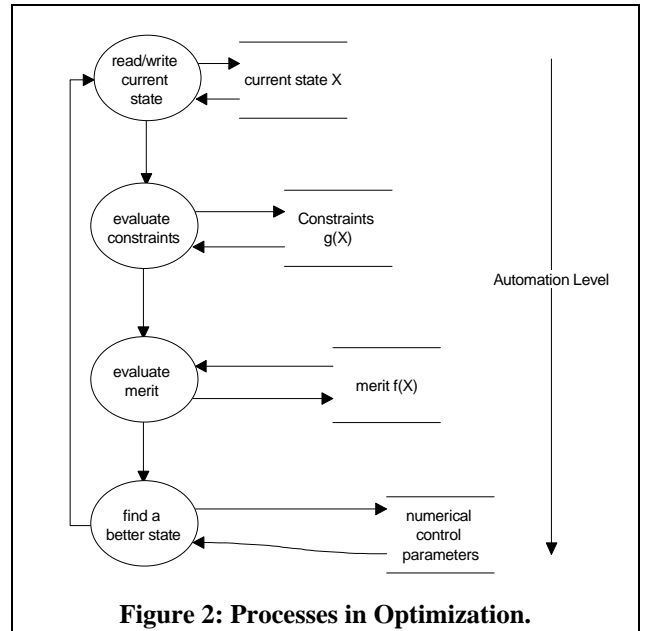 read/write
current
state
current state X
evaluate
constraints
Constraints
g(X)
Automation Level
evaluate
merit
merit f(X)
find a
better state
numerical
control
parameters
Figure 2: Processes in Optimization.